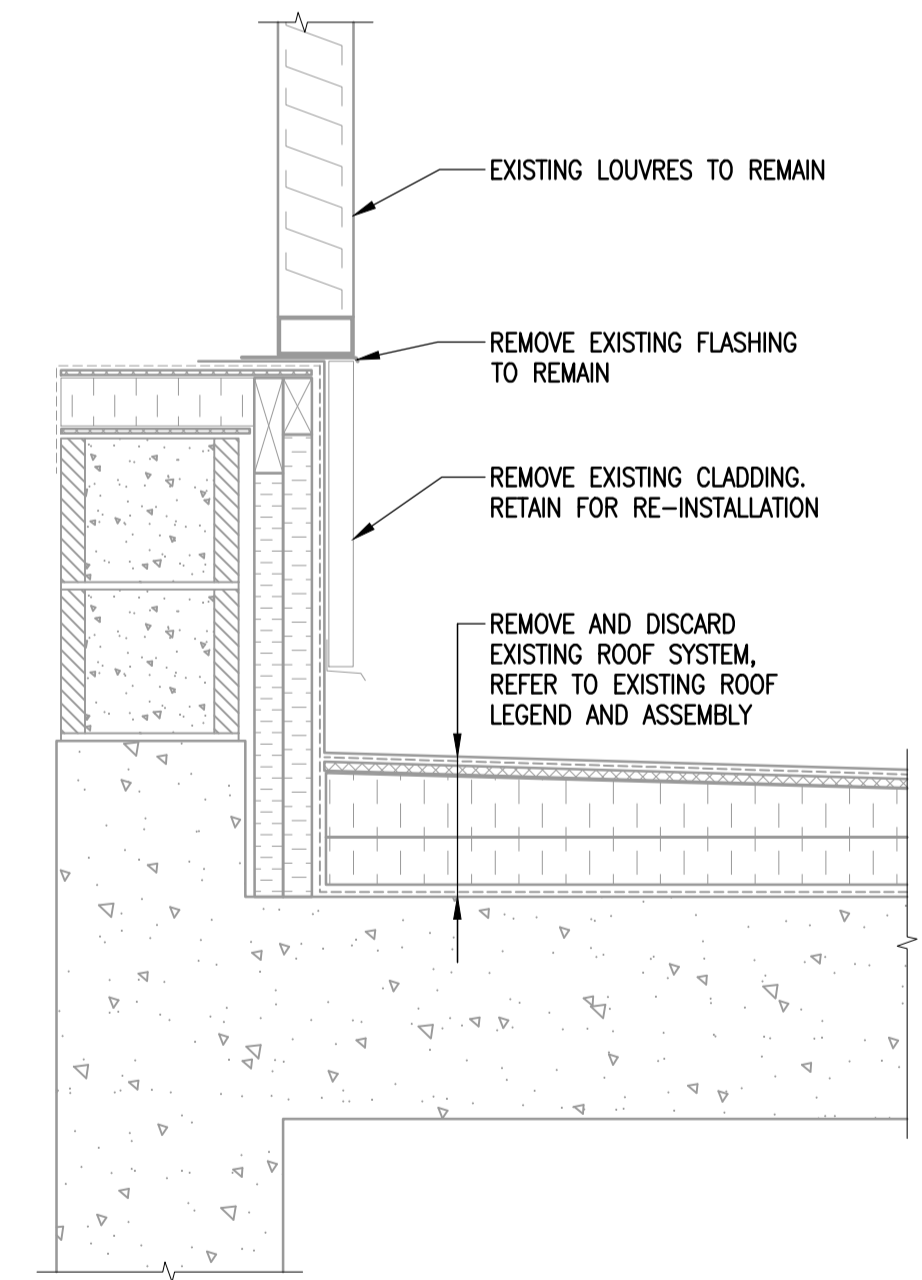 EXISTING LOUVRES TO REMAIN
REMOVE EXISTING FLASHING
TO REMAIN
REMOVE EXISTING CLADDING.
RETAIN FOR RE-INSTALLATION
REMOVE AND DISCARD
EXISTING ROOF SYSTEM,
REFER TO EXISTING ROOF
LEGEND AND ASSEMBLY